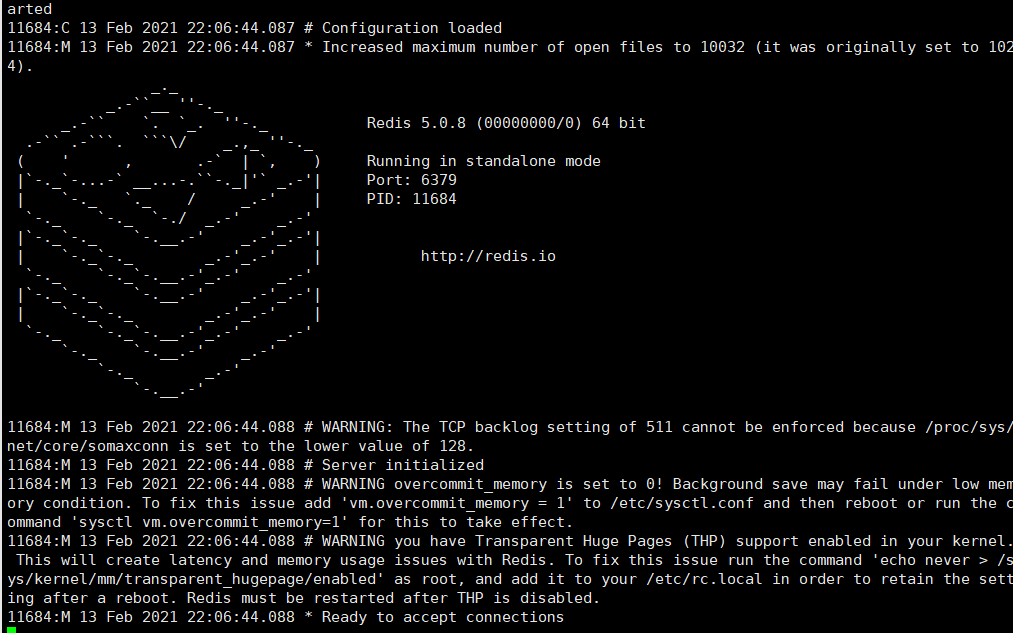 arted
11684:C 13 Feb 2021 22:06:44.087 # Configuration loaded
11684:M 13 Feb 2021 22:06:44.087 * Increased maximum number of open files to 10032 (it was originally set to 102
4).
Redis 5.0.8 (00000000/0) 64 bit
Running in standalone mode
Port: 6379
PID: 11684
http://redis.io
11684:M 13 Feb 2021 22:06:44.088 # WARNING: The TCP backlog setting of 511 cannot be enforced because /proc/sys/
net/core/somaxconn is set to the lower value of 128.
11684:M 13 Feb 2021 22:06:44.088 # Server initialized
11684:M 13 Feb 2021 22:06:44.088 # WARNING overcommit_memory is set to 0! Background save may fail under low mem
ory condition. To fix this issue add 'vm.overcommit_memory = 1' to /etc/sysctl.conf and then reboot or run the c
ommand 'sysctl vm.overcommit_memory=1' for this to take effect.
11684:M 13 Feb 2021 22:06:44.088 # WARNING you have Transparent Huge Pages (THP) support enabled in your kernel.
 This will create latency and memory usage issues with Redis. To fix this issue run the command 'echo never > /s
ys/kernel/mm/transparent_hugepage/enabled' as root, and add it to your /etc/rc.local in order to retain the sett
ing after a reboot. Redis must be restarted after THP is disabled.
11684:M 13 Feb 2021 22:06:44.088 * Ready to accept connections